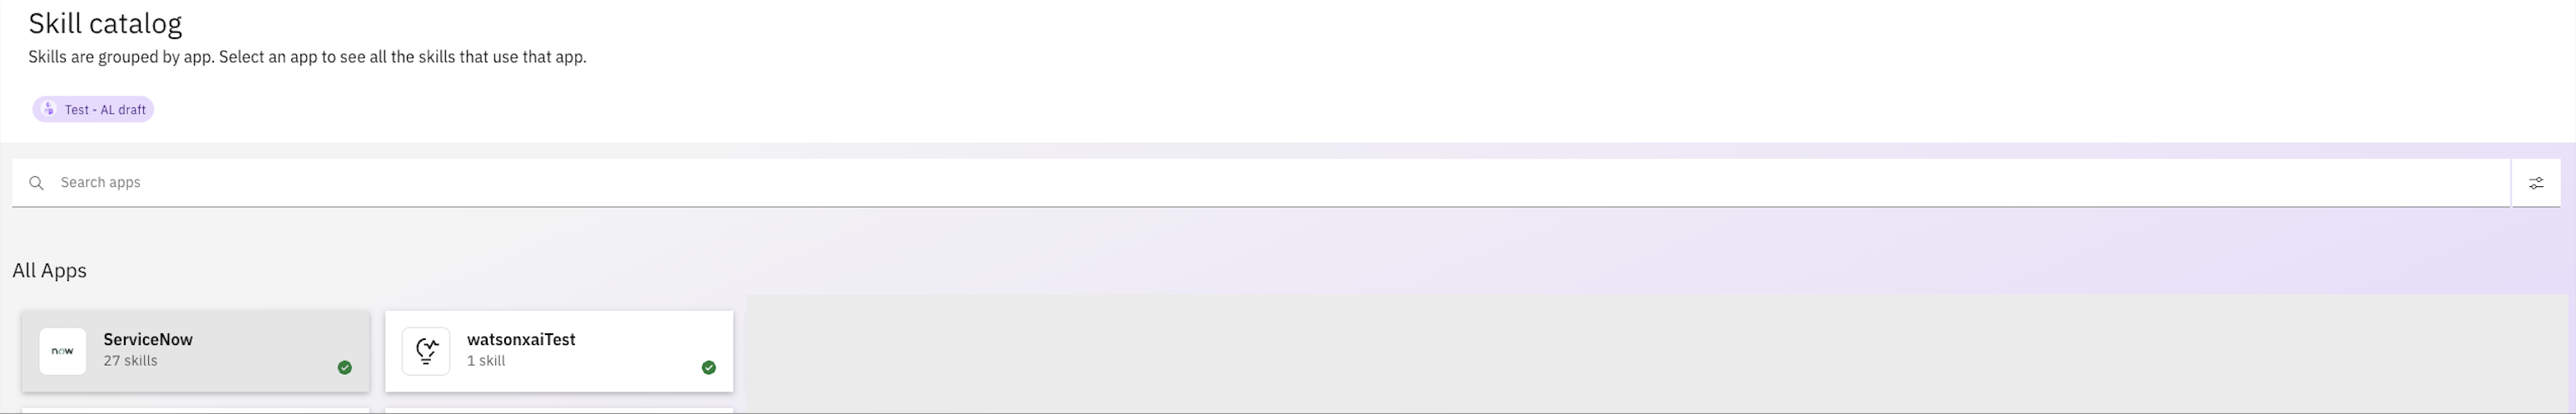 Skill catalog
Skills are grouped by app. Select an app to see all the skills that use that app.
Test - AL draft
Search apps
All Apps
now
ServiceNow
27 skills
watsonxaiTest
1 skill